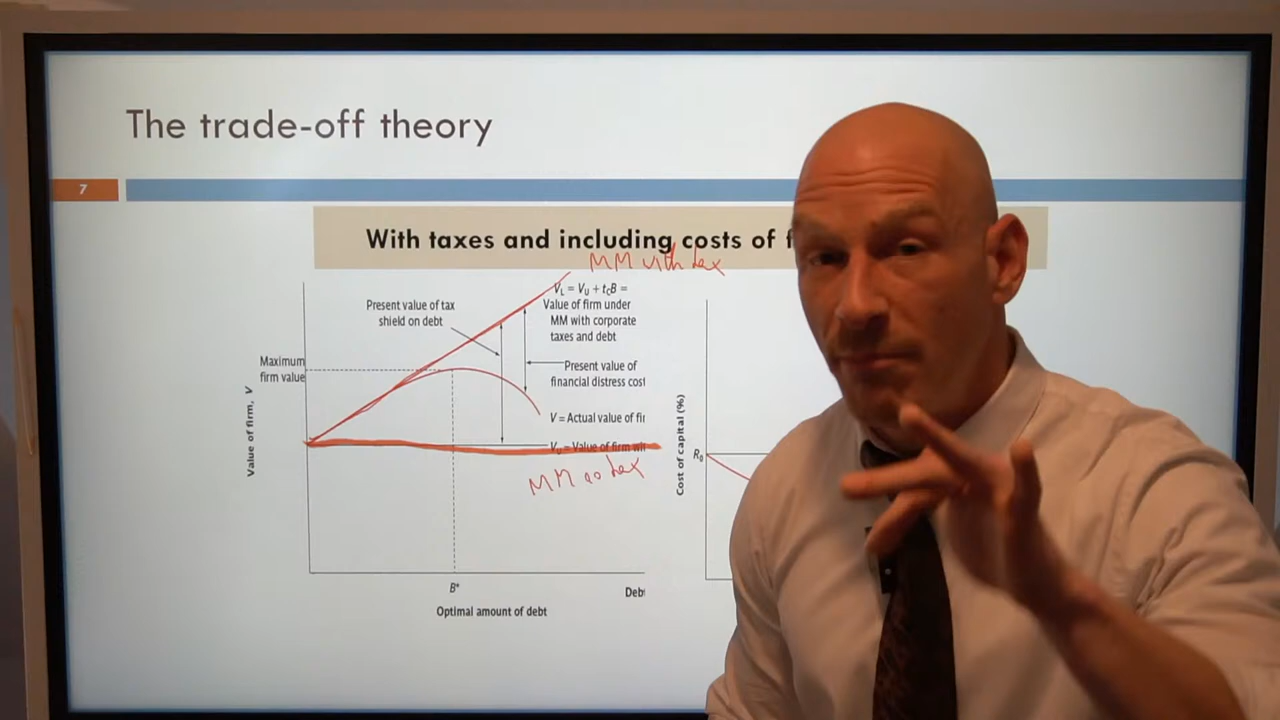 The trade-off theory
7
With taxes and including costs of
MM with tax
Present value of tax
shield on debt
V_L = V_U + t_C B =
Value of firm under
MM with corporate
taxes and debt
Maximum
firm value
Present value of
financial distress cost
Value of firm, V
V = Actual value of fir
V_U = Value of firm wit
MM no tax
B*
Debt
Optimal amount of debt
Cost of capital (%)
R_0